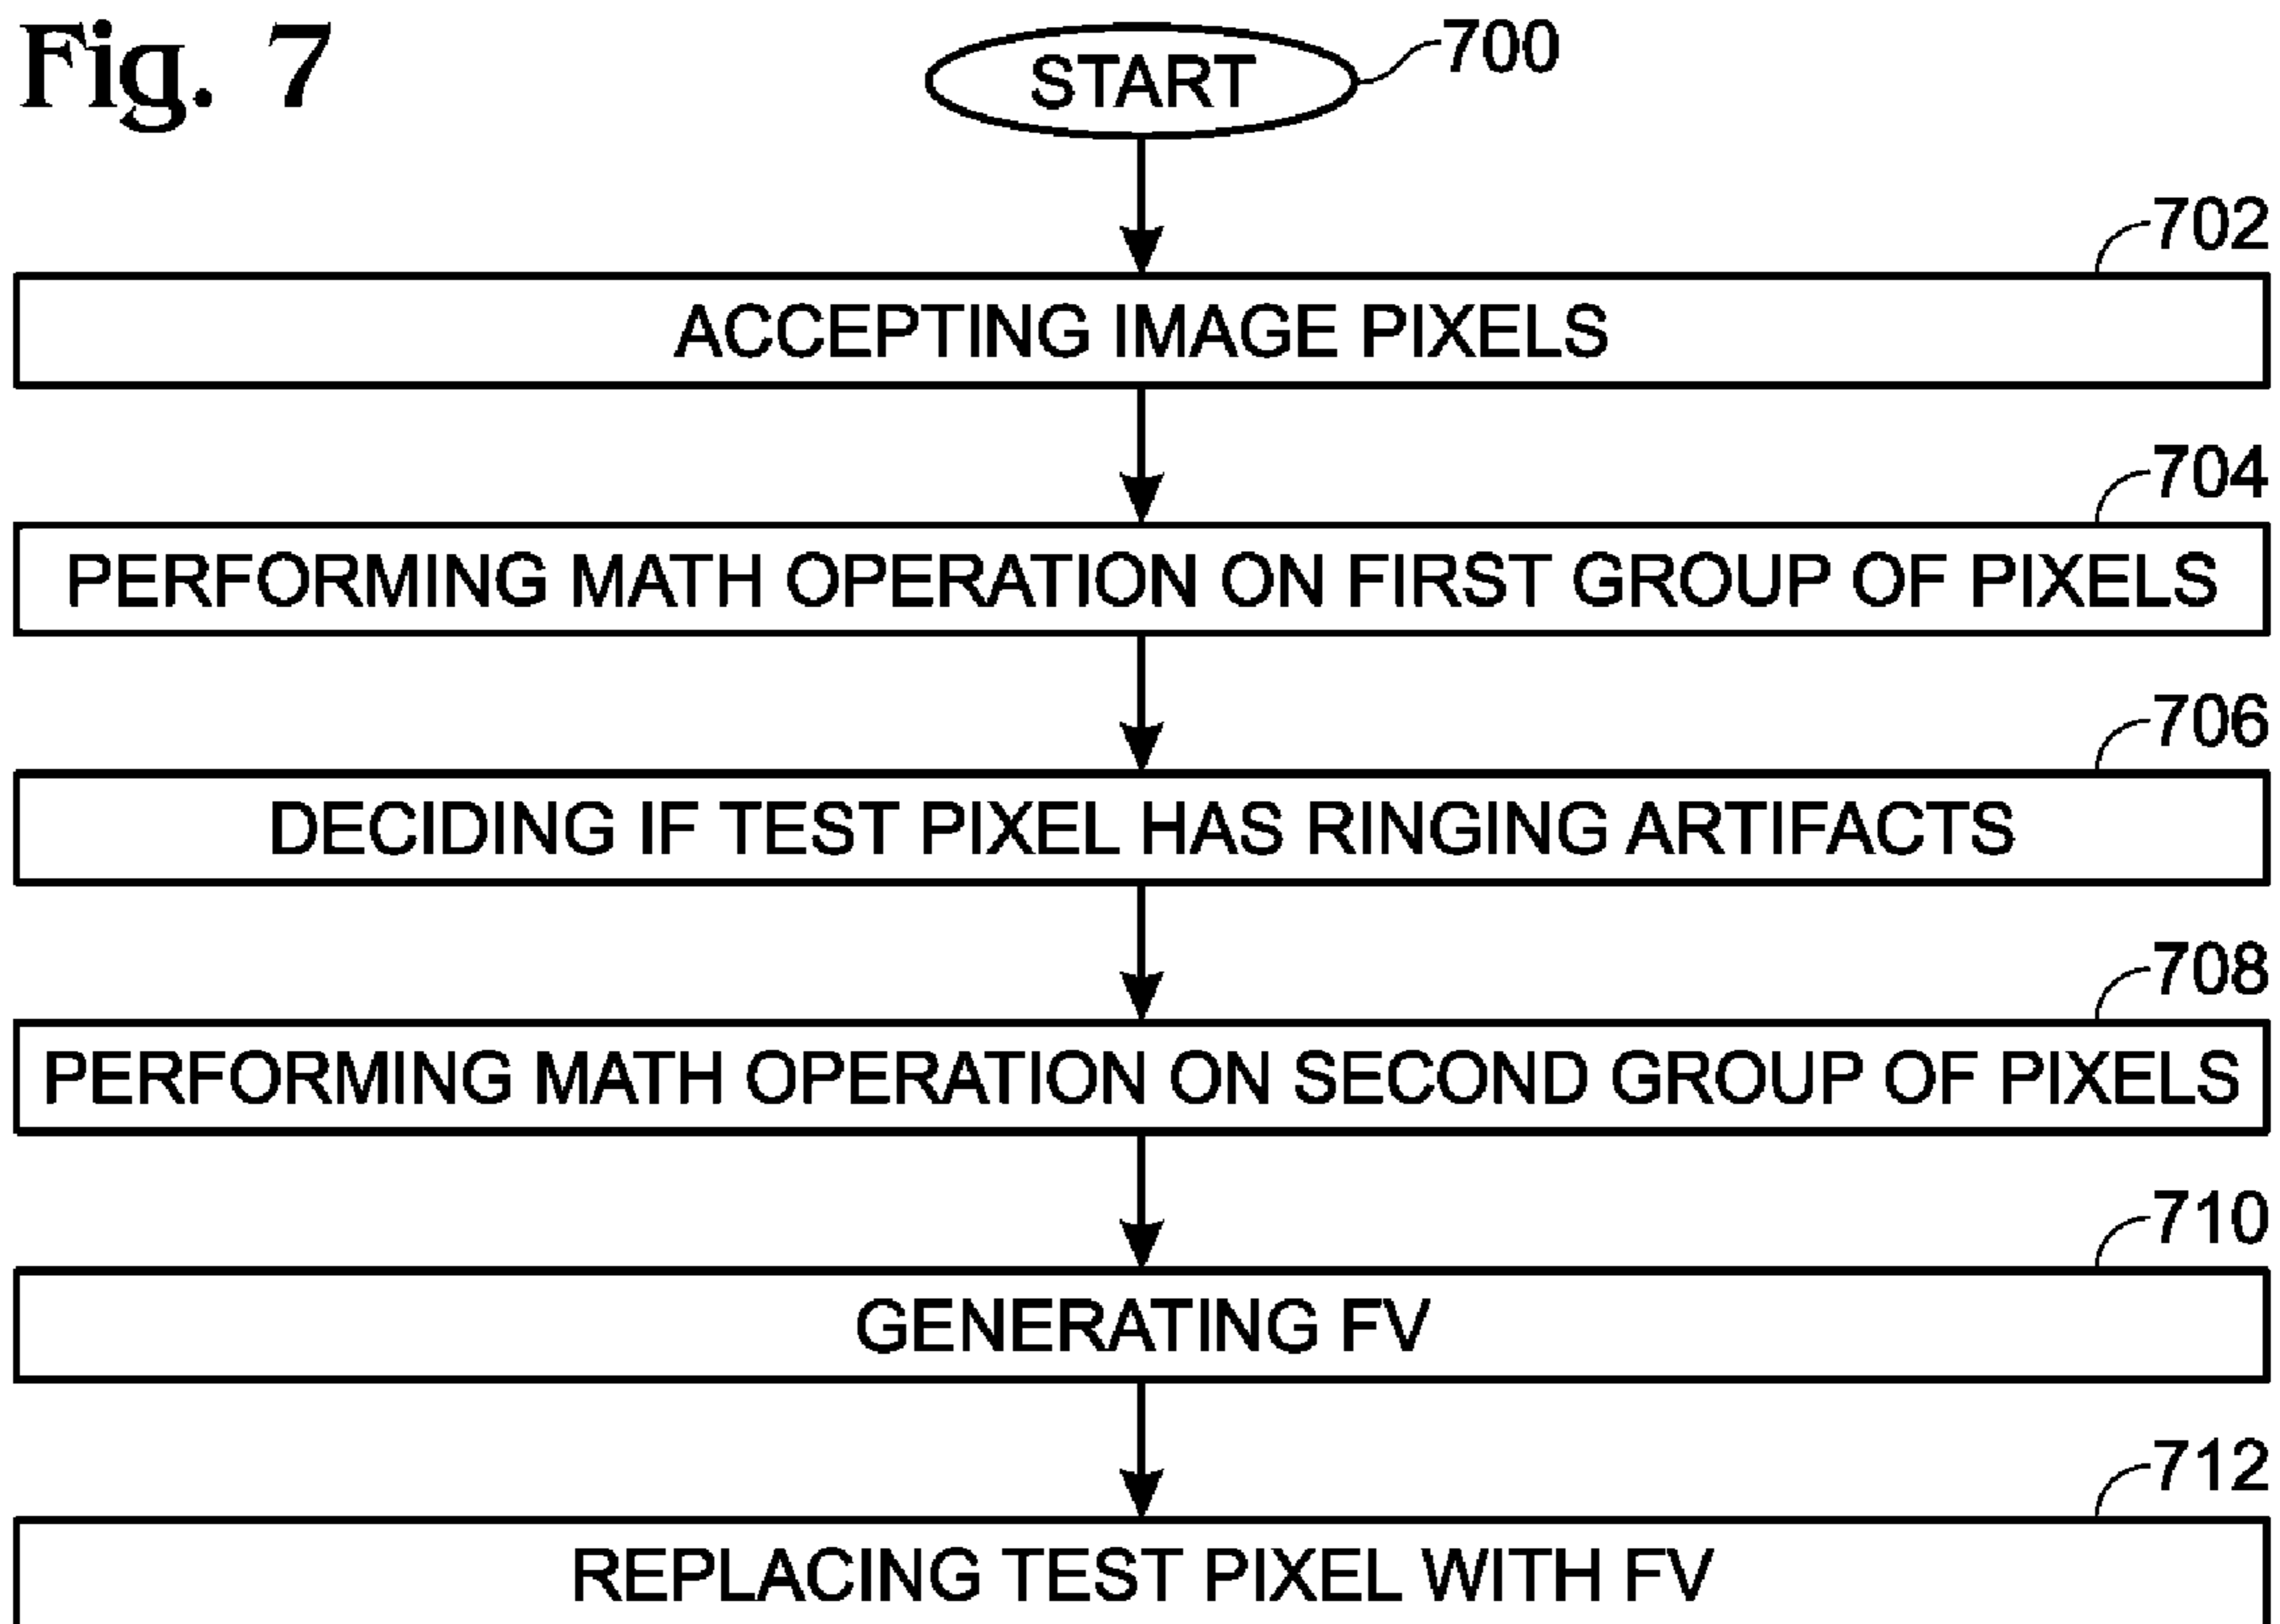 Fig. 7
START
700
702
ACCEPTING IMAGE PIXELS
704
PERFORMING MATH OPERATION ON FIRST GROUP OF PIXELS
706
DECIDING IF TEST PIXEL HAS RINGING ARTIFACTS
708
PERFORMING MATH OPERATION ON SECOND GROUP OF PIXELS
710
GENERATING FV
712
REPLACING TEST PIXEL WITH FV